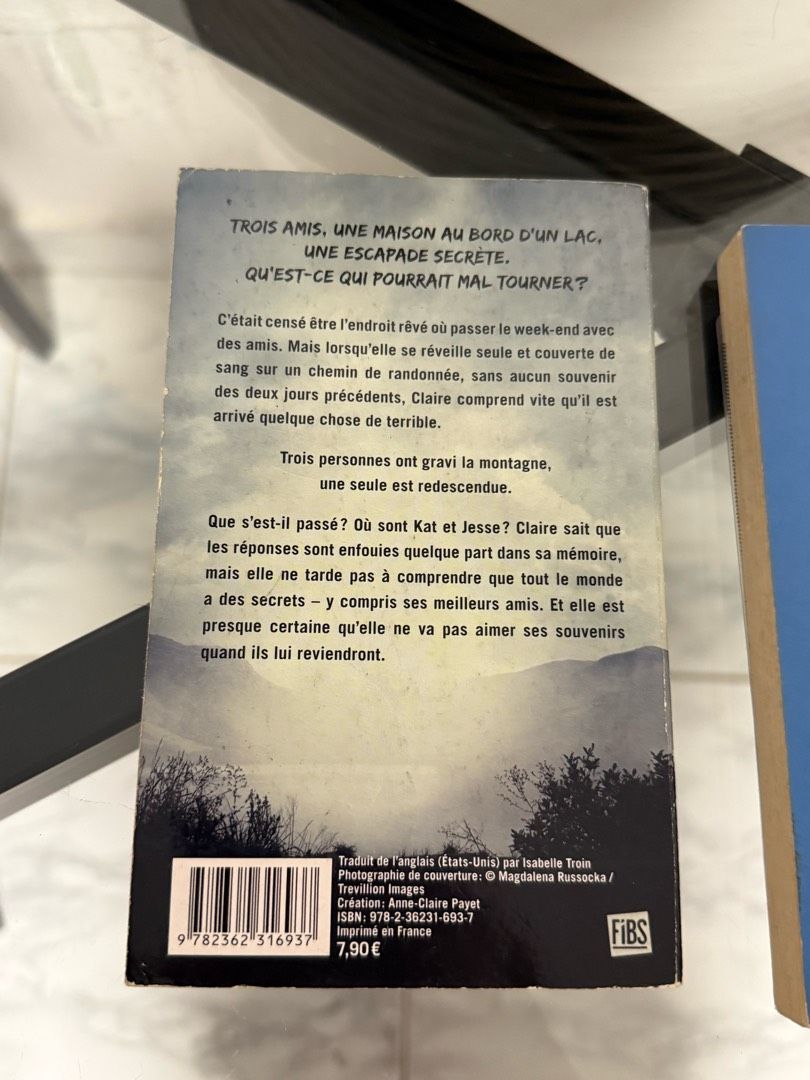 TROIS AMIS, UNE MAISON AU BORD D'UN LAC,
UNE ESCAPADE SECRÈTE.
QU'EST-CE QUI POURRAIT MAL TOURNER ?
C'était censé être l'endroit rêvé où passer le week-end avec
des amis. Mais lorsqu'elle se réveille seule et couverte de
sang sur un chemin de randonnée, sans aucun souvenir
des deux jours précédents, Claire comprend vite qu'il est
arrivé quelque chose de terrible.
Trois personnes ont gravi la montagne,
une seule est redescendue.
Que s'est-il passé ? Où sont Kat et Jesse ? Claire sait que
les réponses sont enfouies quelque part dans sa mémoire,
mais elle ne tarde pas à comprendre que tout le monde
a des secrets – y compris ses meilleurs amis. Et elle est
presque certaine qu'elle ne va pas aimer ses souvenirs
quand ils lui reviendront.
Traduit de l'anglais (États-Unis) par Isabelle Troin
Photographie de couverture : © Magdalena Russocka /
Trevillion Images
Création : Anne-Claire Payet
ISBN : 978-2-36231-693-7
Imprimé en France
7,90 €
9 782362 316937
FiBS